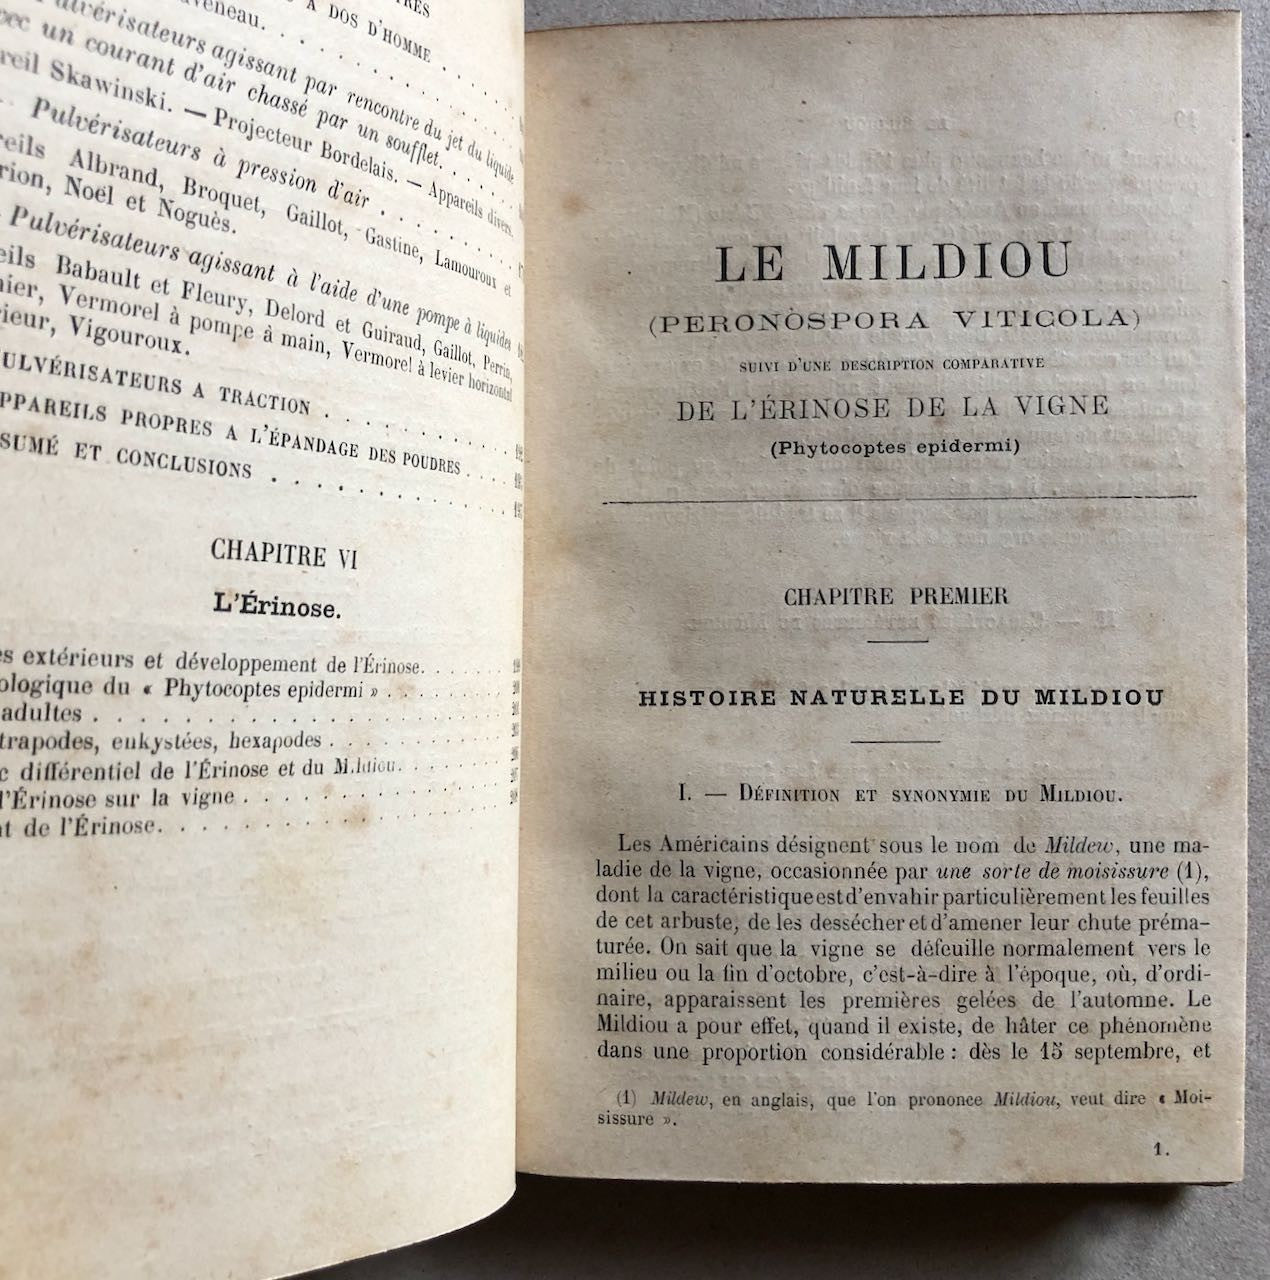 A DOS D'HOMME
Pulvérisateurs agissant par rencontre du jet du liquide
un courant d'air chassé par un soufflet.
Skawinski. — Projecteur Bordelais. — Appareils divers.
Pulvérisateurs à pression d'air
Albrand, Broquet, Gaillot, Gastine, Lamouroux et
Noël et Noguès.
Pulvérisateurs agissant à l'aide d'une pompe à liquides
Babault et Fleury, Delord et Guiraud, Gaillot, Perrin,
Vermorel à pompe à main, Vermorel à levier horizontal
Vigouroux.
ULVÉRISATEURS A TRACTION
PPAREILS PROPRES A L'ÉPANDAGE DES POUDRES
SUMÉ ET CONCLUSIONS
CHAPITRE VI
L'Érinose.
es extérieurs et développement de l'Érinose.
ologique du « Phytocoptes epidermi »
adultes
trapodes, enkystées, hexapodes
c différentiel de l'Érinose et du Mildiou.
l'Érinose sur la vigne
nt de l'Érinose.
LE MILDIOU
(PERONÒSPORA VITICOLA)
SUIVI D'UNE DESCRIPTION COMPARATIVE
DE L'ÉRINOSE DE LA VIGNE
(Phytocoptes epidermi)
CHAPITRE PREMIER
HISTOIRE NATURELLE DU MILDIOU
I. — DÉFINITION ET SYNONYMIE DU MILDIOU.
Les Américains désignent sous le nom de Mildew, une ma-
ladie de la vigne, occasionnée par une sorte de moisissure (1),
dont la caractéristique est d'envahir particulièrement les feuilles
de cet arbuste, de les dessécher et d'amener leur chute préma-
turée. On sait que la vigne se défeuille normalement vers le
milieu ou la fin d'octobre, c'est-à-dire à l'époque, où, d'ordi-
naire, apparaissent les premières gelées de l'automne. Le
Mildiou a pour effet, quand il existe, de hâter ce phénomène
dans une proportion considérable : dès le 15 septembre, et
(1) Mildew, en anglais, que l'on prononce Mildiou, veut dire « Moi-
sissure ».
1.